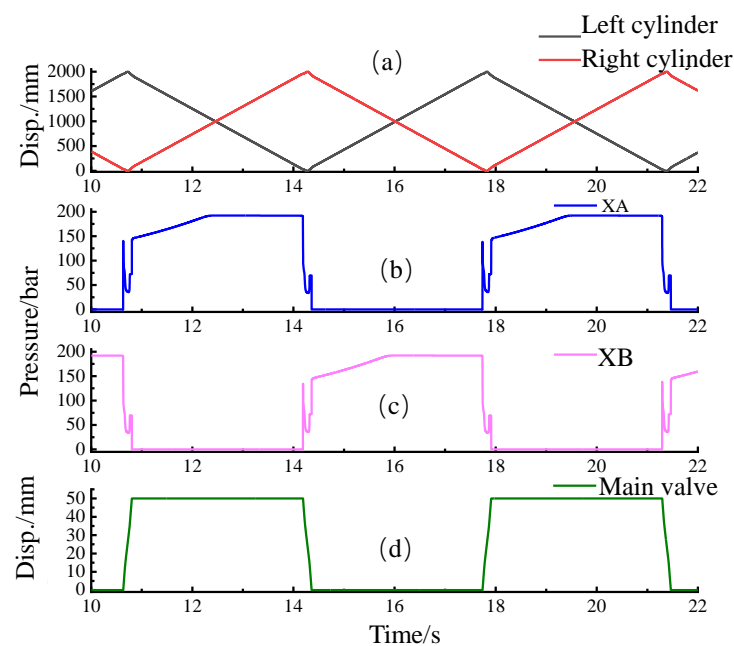 Left cylinder
Right cylinder
(a)
Disp./mm
2000
1500
1000
500
0
10 12 14 16 18 20 22
XA
200
150
100
50
0
(b)
10 12 14 16 18 20 22
Pressure/bar
XB
200
150
100
50
0
(c)
10 12 14 16 18 20 22
Main valve
Disp./mm
50
40
30
20
10
0
(d)
10 12 14 16 18 20 22
Time/s